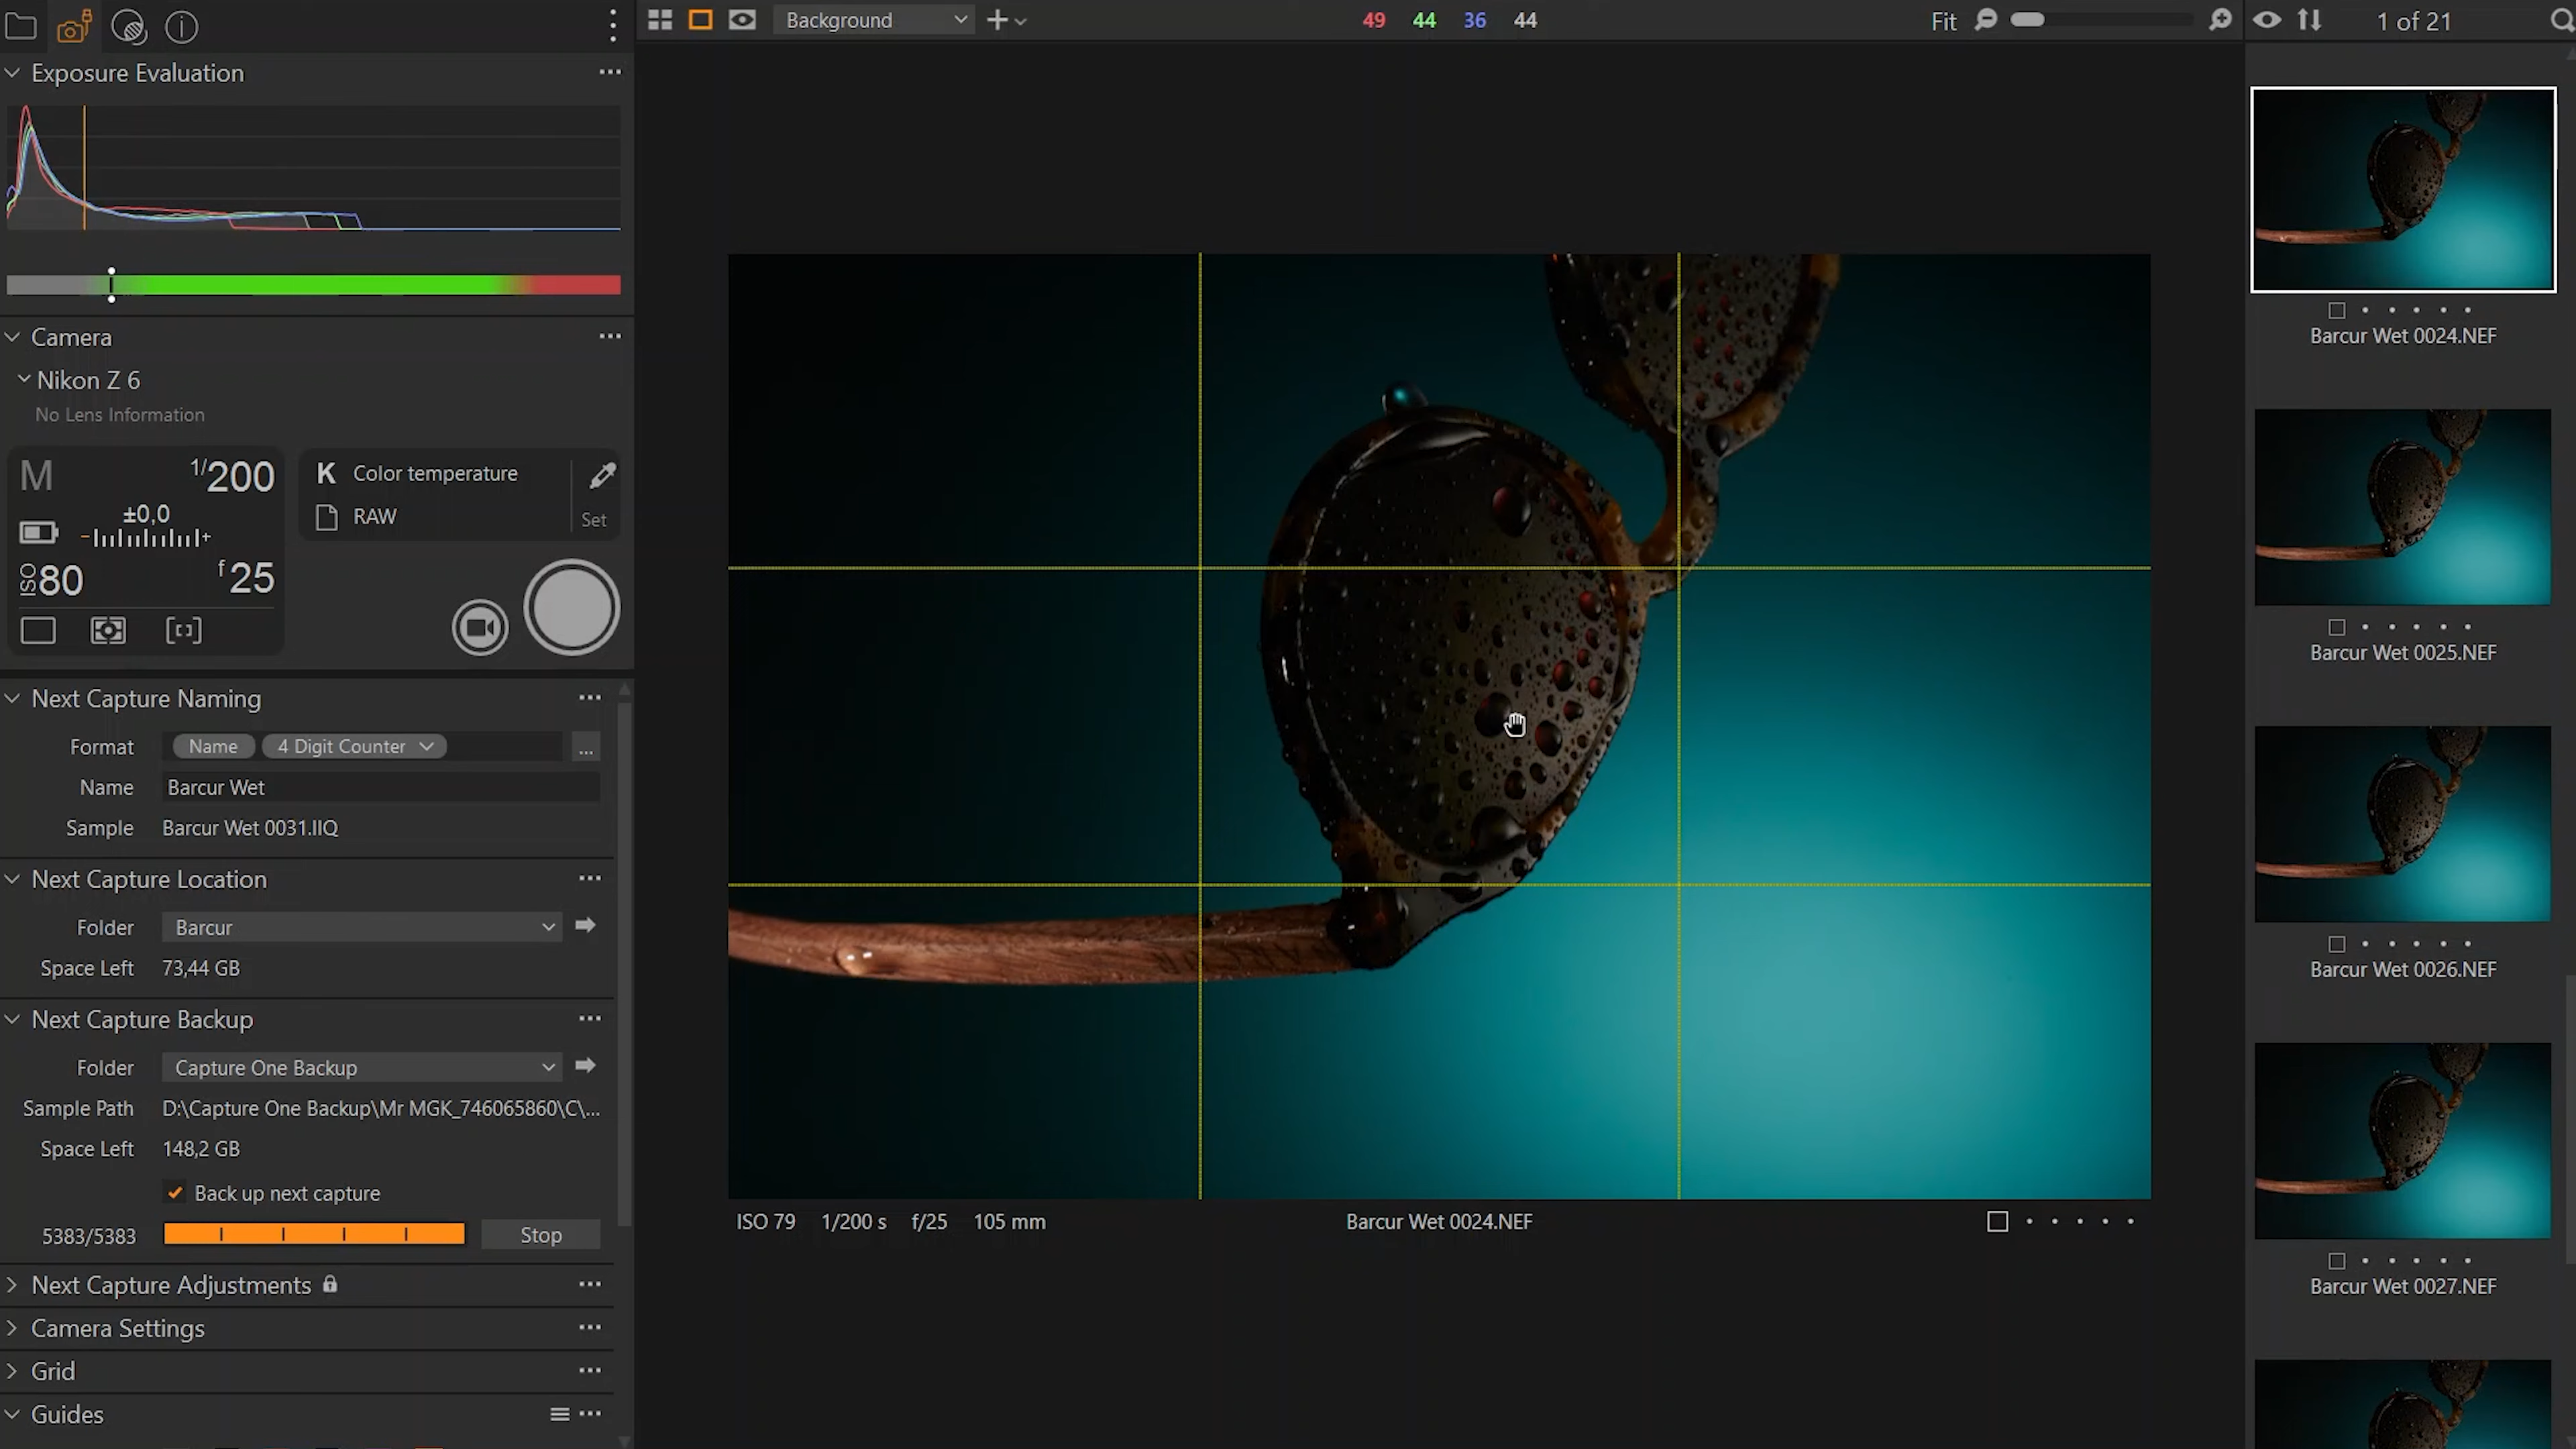 Background
49 44 36 44
Fit
1 of 21
Exposure Evaluation
Camera
Nikon Z 6
No Lens Information
M 1/200
±0,0
- +
ISO 80 f 25
K Color temperature
RAW
Set
Next Capture Naming
Format Name 4 Digit Counter ...
Name Barcur Wet
Sample Barcur Wet 0031.IIQ
Next Capture Location
Folder Barcur
Space Left 73,44 GB
Next Capture Backup
Folder Capture One Backup
Sample Path D:\Capture One Backup\Mr MGK_746065860\C\...
Space Left 148,2 GB
Back up next capture
5383/5383 Stop
Next Capture Adjustments
Camera Settings
Grid
Guides
ISO 79 1/200 s f/25 105 mm
Barcur Wet 0024.NEF
Barcur Wet 0024.NEF
Barcur Wet 0025.NEF
Barcur Wet 0026.NEF
Barcur Wet 0027.NEF